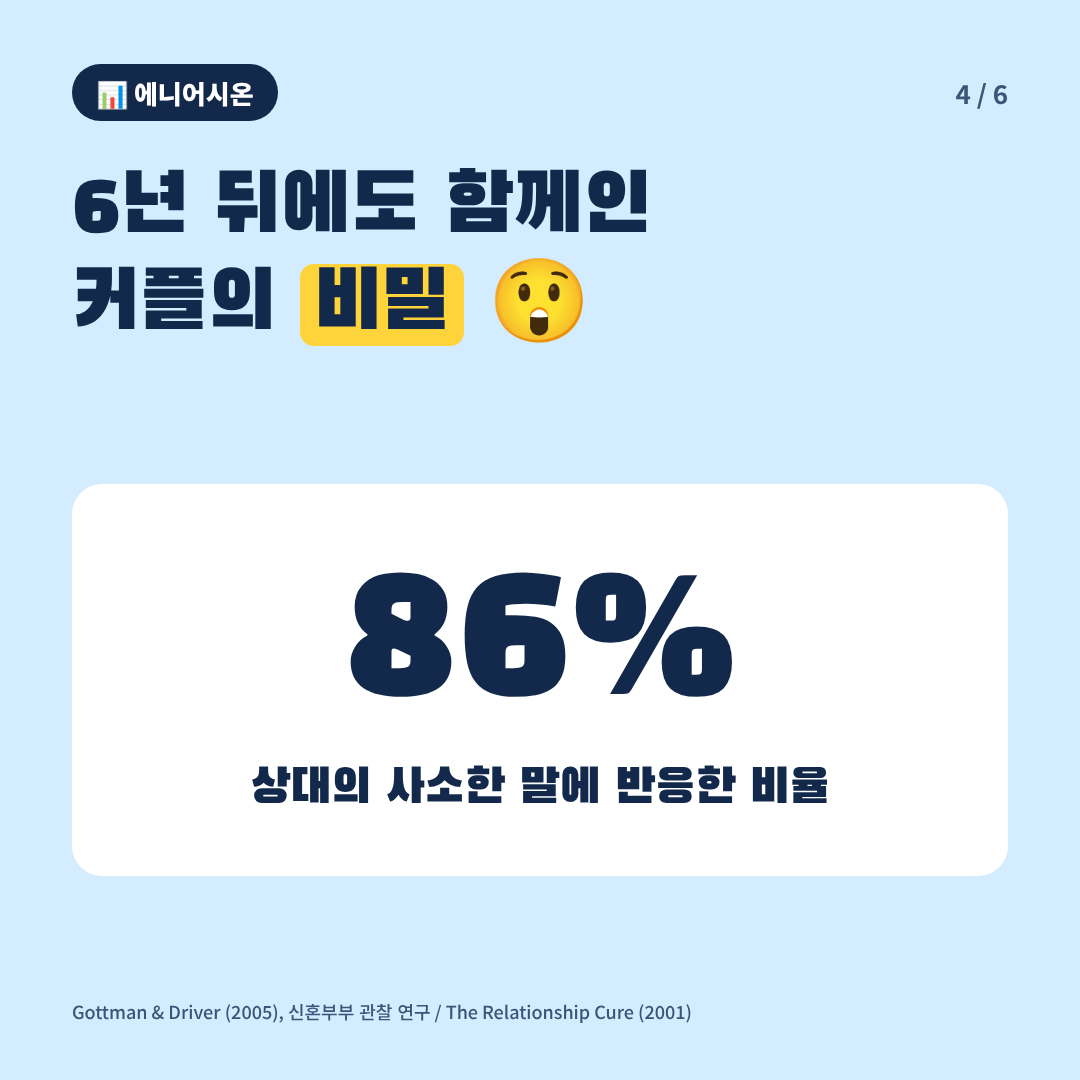 📊 에니어시온
4 / 6
6년 뒤에도 함께인
커플의 비밀 😲
86%
상대의 사소한 말에 반응한 비율
Gottman & Driver (2005), 신혼부부 관찰 연구 / The Relationship Cure (2001)